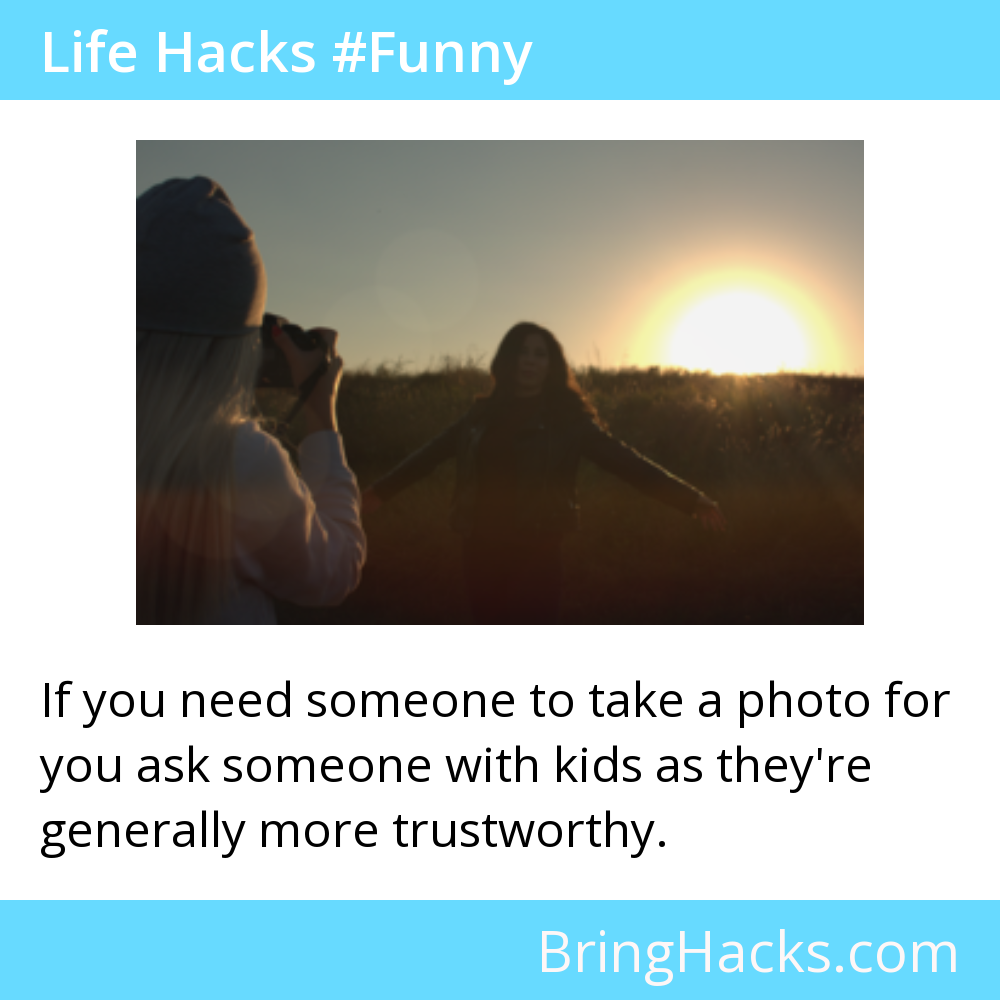 Life Hacks #Funny
If you need someone to take a photo for
you ask someone with kids as they're
generally more trustworthy.
BringHacks.com